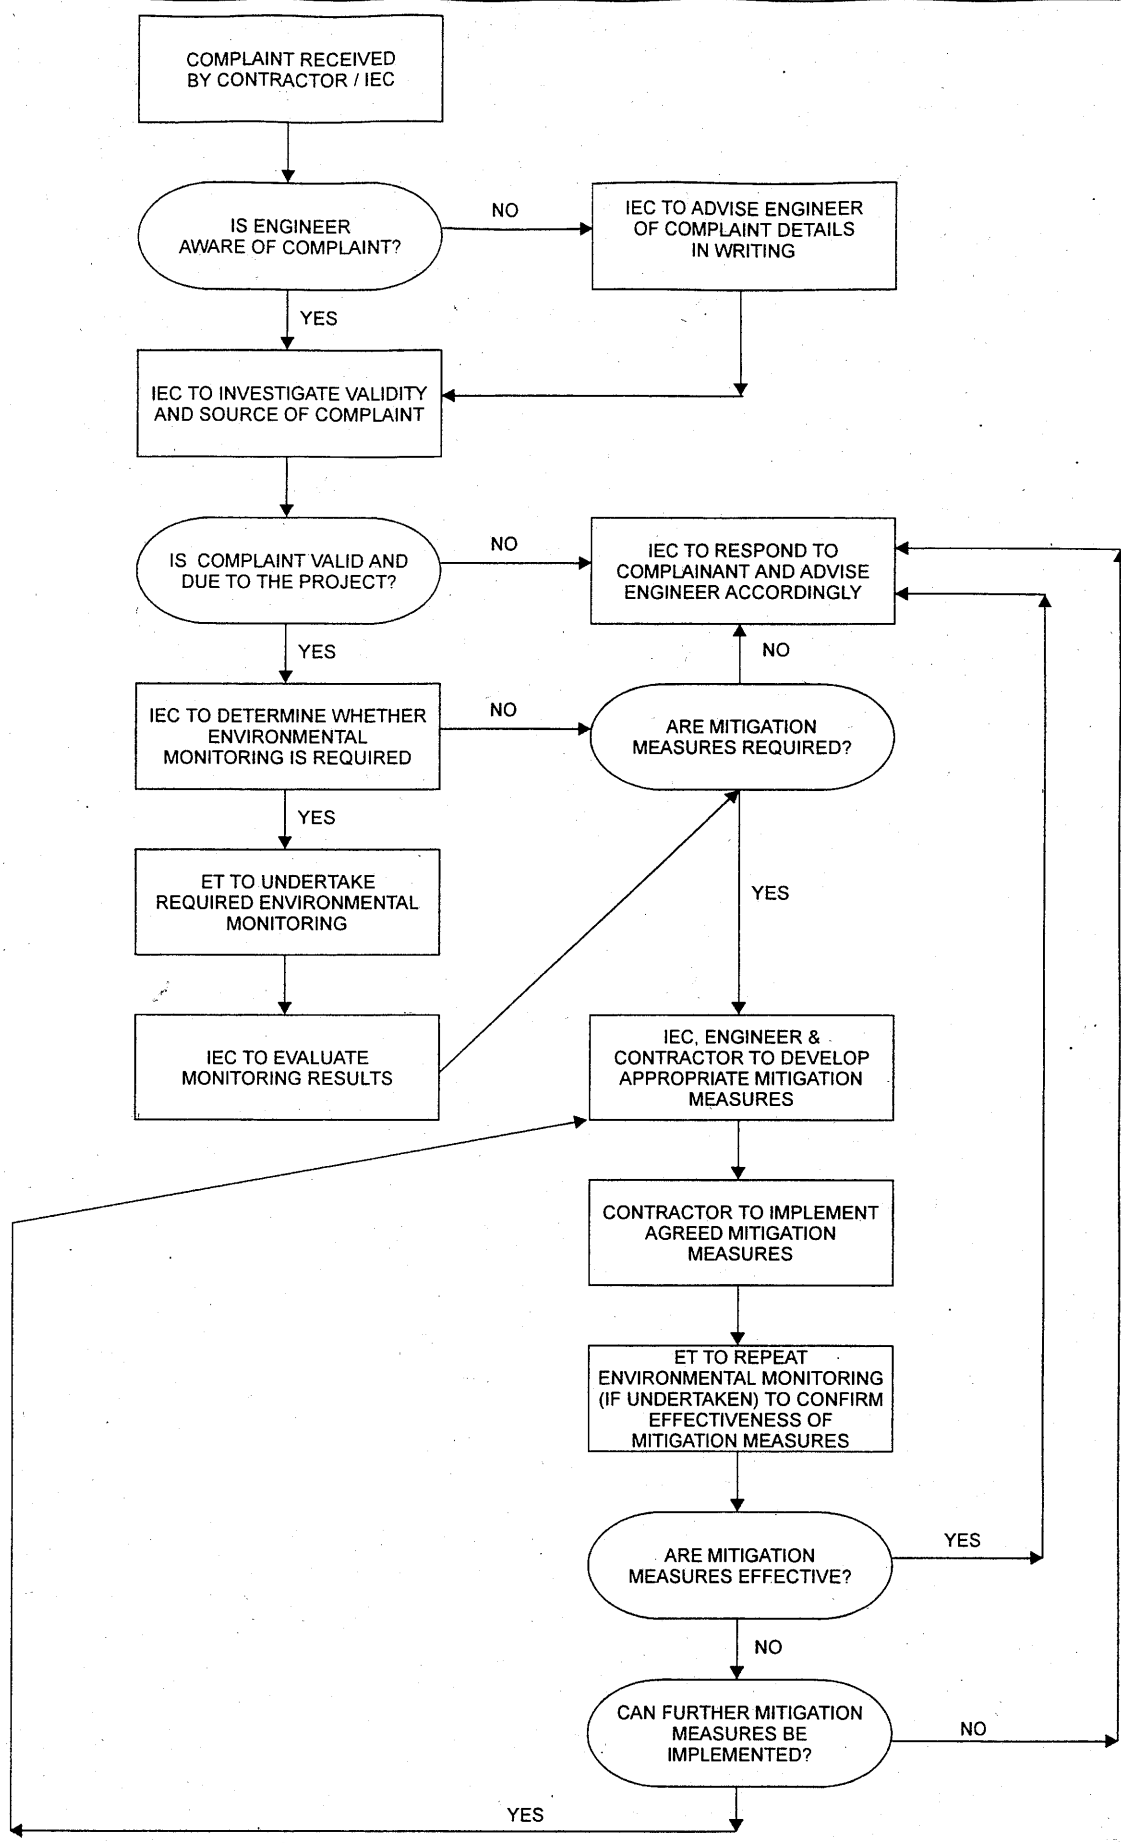 COMPLAINT RECEIVED
BY CONTRACTOR / IEC
IS ENGINEER
AWARE OF COMPLAINT?
NO
IEC TO ADVISE ENGINEER
OF COMPLAINT DETAILS
IN WRITING
YES
IEC TO INVESTIGATE VALIDITY
AND SOURCE OF COMPLAINT
IS COMPLAINT VALID AND
DUE TO THE PROJECT?
NO
IEC TO RESPOND TO
COMPLAINANT AND ADVISE
ENGINEER ACCORDINGLY
YES
NO
IEC TO DETERMINE WHETHER
ENVIRONMENTAL
MONITORING IS REQUIRED
NO
ARE MITIGATION
MEASURES REQUIRED?
YES
ET TO UNDERTAKE
REQUIRED ENVIRONMENTAL
MONITORING
YES
IEC TO EVALUATE
MONITORING RESULTS
IEC, ENGINEER &
CONTRACTOR TO DEVELOP
APPROPRIATE MITIGATION
MEASURES
CONTRACTOR TO IMPLEMENT
AGREED MITIGATION
MEASURES
ET TO REPEAT
ENVIRONMENTAL MONITORING
(IF UNDERTAKEN) TO CONFIRM
EFFECTIVENESS OF
MITIGATION MEASURES
ARE MITIGATION
MEASURES EFFECTIVE?
YES
NO
CAN FURTHER MITIGATION
MEASURES BE
IMPLEMENTED?
NO
YES